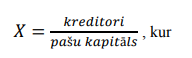 X = kreditori / pašu kapitāls , kur